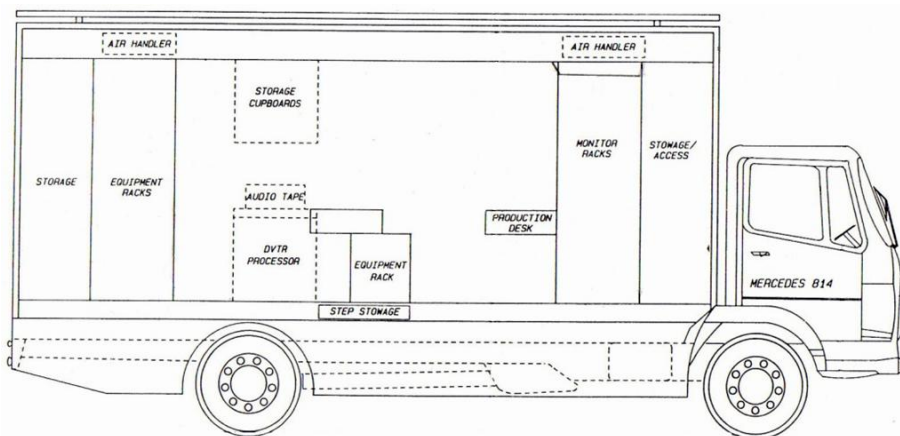 AIR HANDLER
AIR HANDLER
STORAGE
CUPBOARDS
MONITOR
RACKS
STOWAGE/
ACCESS
STORAGE
EQUIPMENT
RACKS
AUDIO TAPE
PRODUCTION
DESK
DVTR
PROCESSOR
EQUIPMENT
RACK
MERCEDES 814
STEP STOWAGE